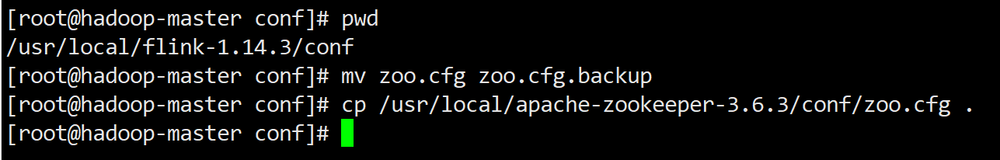 [root@hadoop-master conf]# pwd
/usr/local/flink-1.14.3/conf
[root@hadoop-master conf]# mv zoo.cfg zoo.cfg.backup
[root@hadoop-master conf]# cp /usr/local/apache-zookeeper-3.6.3/conf/zoo.cfg .
[root@hadoop-master conf]#